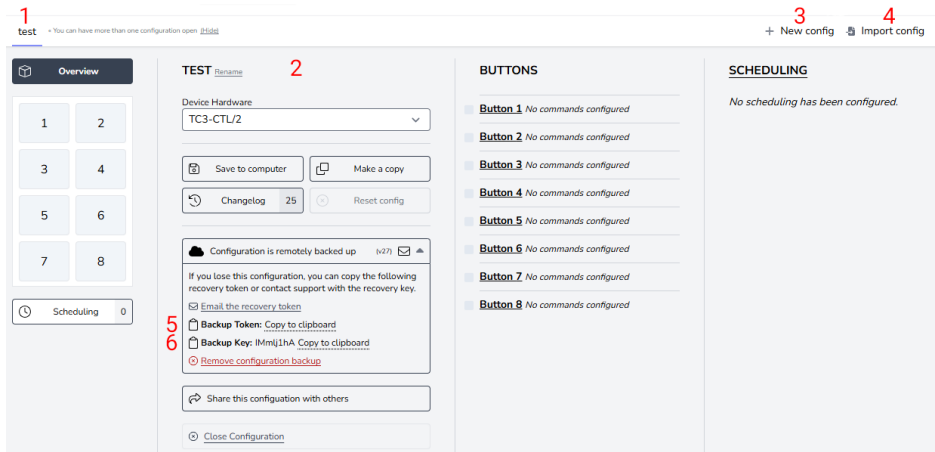 1
3
4
test
« You can have more than one configuration open (Hide)
+ New config
Import config
Overview
1
2
3
4
5
6
7
8
Scheduling 0
TEST Rename
2
Device Hardware
TC3-CTL/2
Save to computer
Make a copy
Changelog 25
Reset config
Configuration is remotely backed up (v27)
If you lose this configuration, you can copy the following
recovery token or contact support with the recovery key.
Email the recovery token
5 Backup Token: Copy to clipboard
6 Backup Key: IMmlj1hA Copy to clipboard
Remove configuration backup
Share this configuation with others
Close Configuration
BUTTONS
Button 1 No commands configured
Button 2 No commands configured
Button 3 No commands configured
Button 4 No commands configured
Button 5 No commands configured
Button 6 No commands configured
Button 7 No commands configured
Button 8 No commands configured
SCHEDULING
No scheduling has been configured.